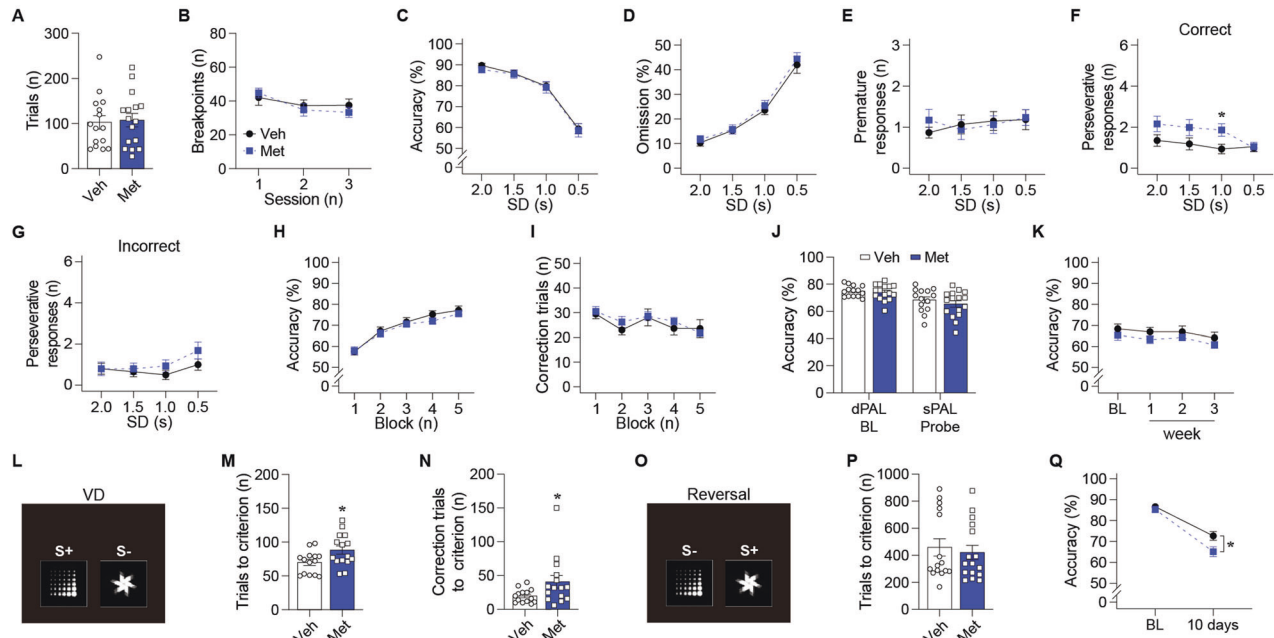 A
Trials (n)
300
200
100
0
Veh
Met
B
Breakpoints (n)
80
60
40
20
0
Veh
Met
1 2 3
Session (n)
C
Accuracy (%)
100
90
80
70
60
50
0
2.0 1.5 1.0 0.5
SD (s)
D
Omission (%)
50
40
30
20
10
0
2.0 1.5 1.0 0.5
SD (s)
E
Premature
responses (n)
3
2
1
0
2.0 1.5 1.0 0.5
SD (s)
F
Correct
Perseverative
responses (n)
6
4
2
0
*
2.0 1.5 1.0 0.5
SD (s)
G
Incorrect
Perseverative
responses (n)
6
4
2
0
2.0 1.5 1.0 0.5
SD (s)
H
Accuracy (%)
100
90
80
70
60
50
0
1 2 3 4 5
Block (n)
I
Correction trials (n)
50
40
30
20
10
0
1 2 3 4 5
Block (n)
J
Veh Met
Accuracy (%)
100
80
60
40
20
0
dPAL sPAL
BL Probe
K
Accuracy (%)
100
90
80
70
60
50
0
BL 1 2 3
week
L
VD
S+ S-
M
Trials to criterion (n)
200
150
100
50
0
*
Veh
Met
N
Correction trials
to criterion (n)
200
150
100
50
0
*
Veh
Met
O
Reversal
S- S+
P
Trials to criterion (n)
1000
800
600
400
200
0
Veh
Met
Q
Accuracy (%)
100
90
80
70
60
50
0
*
BL 10 days